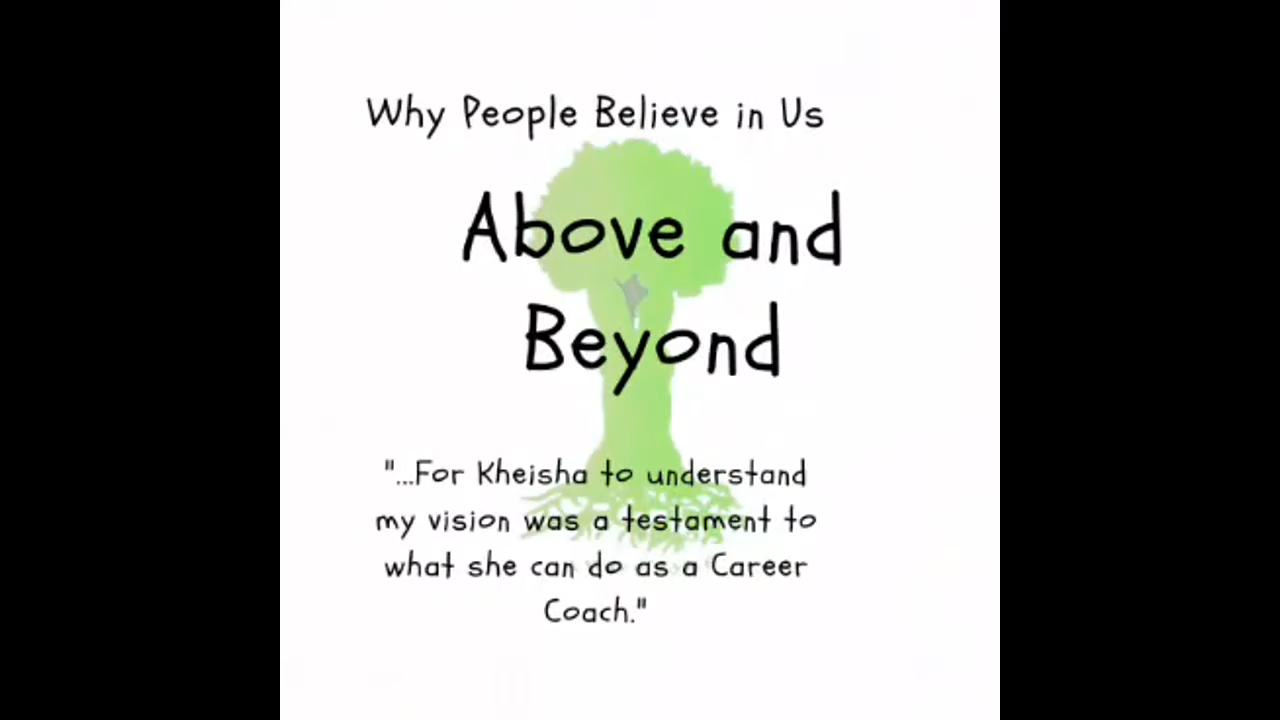 Why People Believe in Us
Above and
Beyond
"...For Kheisha to understand
my vision was a testament to
what she can do as a Career
Coach."